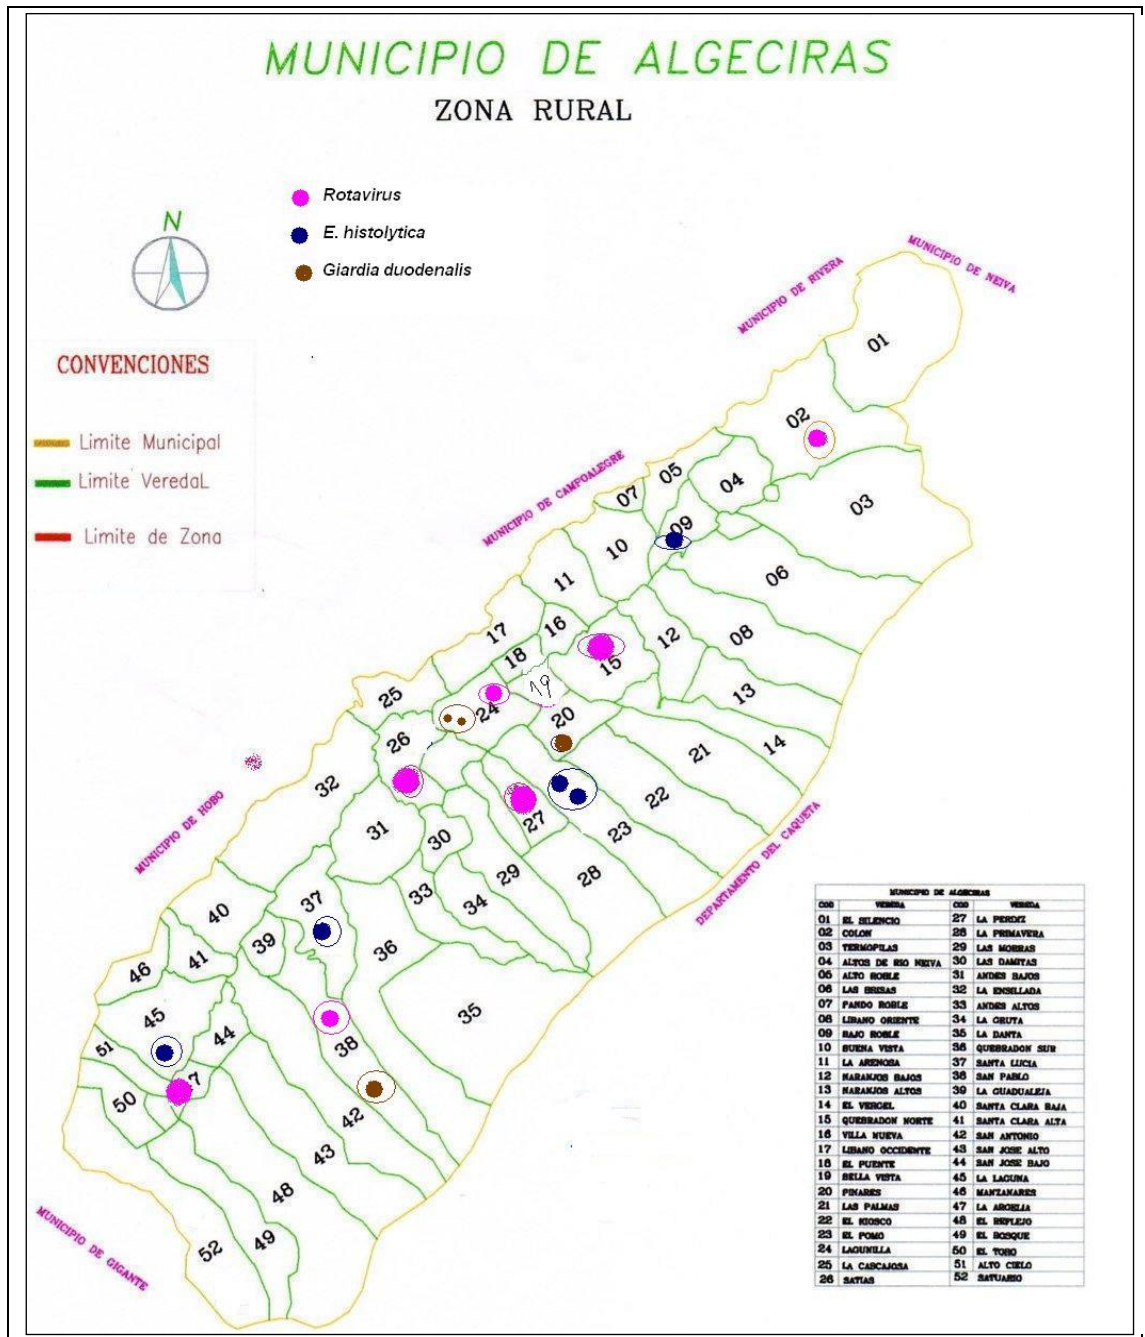 MUNICIPIO DE ALGECIRAS
ZONA RURAL
Rotavirus
E. histolytica
Giardia duodenalis
N
CONVENCIONES
Limite Municipal
Limite VeredaL
Limite de Zona
MUNICIPIO DE NEIVA
MUNICIPIO DE RIVERA
MUNICIPIO DE CAMPOALEGRE
MUNICIPIO DE HOBO
MUNICIPIO DE GIGANTE
DEPARTAMENTO DEL CAQUETA
01
02
03
04
05
07
09
10
06
11
08
12
16
17
18
15
19
13
25
24
20
21
14
26
22
32
27
23
31
30
28
29
33
34
37
40
39
36
41
46
35
45
44
38
51
50
42
43
48
49
52
MUNICIPIO DE ALGECIRAS
COD VEREDA COD VEREDA
01 EL SILENCIO 27 LA PERDIZ
02 COLON 28 LA PRIMAVERA
03 TERMOPILAS 29 LAS MORRAS
04 ALTOS DE RIO NEIVA 30 LAS DAMITAS
05 ALTO ROBLE 31 ANDES BAJOS
06 LAS BRISAS 32 LA ENSILLADA
07 PANDO ROBLE 33 ANDES ALTOS
08 LIBANO ORIENTE 34 LA GRUTA
09 BAJO ROBLE 35 LA DANTA
10 BUENA VISTA 36 QUEBRADON SUR
11 LA ARENOSA 37 SANTA LUCIA
12 NARANJOS BAJOS 38 SAN PABLO
13 NARANJOS ALTOS 39 LA GUADUALEJA
14 EL VERGEL 40 SANTA CLARA BAJA
15 QUEBRADON NORTE 41 SANTA CLARA ALTA
16 VILLA NUEVA 42 SAN ANTONIO
17 LIBANO OCCIDENTE 43 SAN JOSE ALTO
18 EL PUENTE 44 SAN JOSE BAJO
19 BELLA VISTA 45 LA LAGUNA
20 PINARES 46 MANZANARES
21 LAS PALMAS 47 LA ARGELIA
22 EL KIOSCO 48 EL REFLEJO
23 EL POMO 49 EL BOSQUE
24 LAGUNILLA 50 EL TORO
25 LA CASCAJOSA 51 ALTO CIELO
26 SATIAS 52 SATUARIO